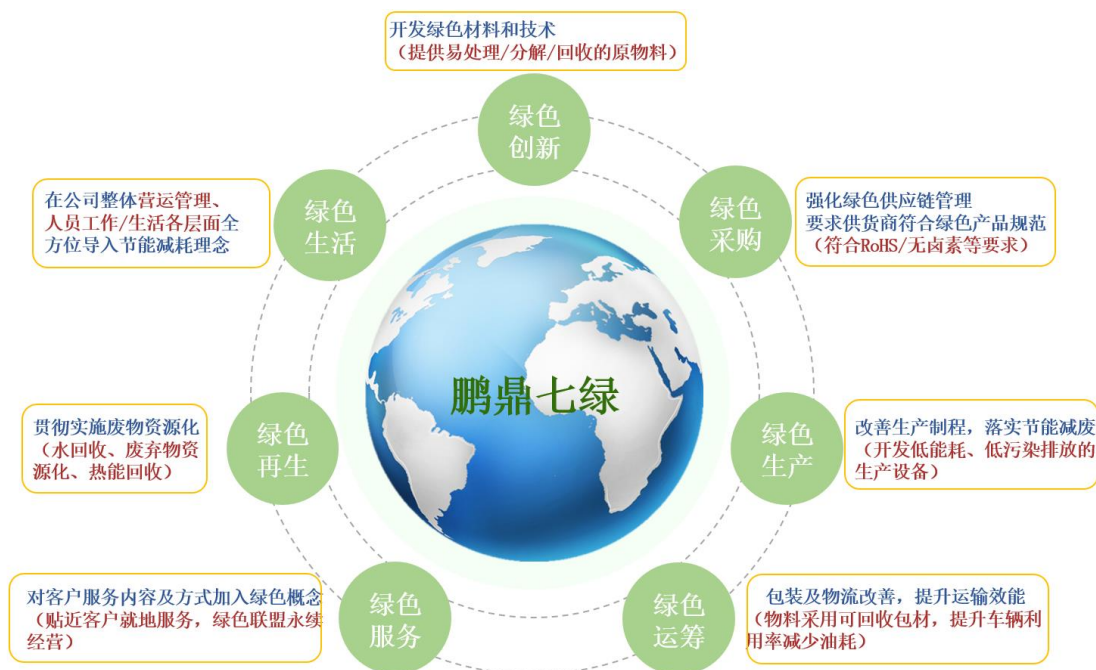 开发绿色材料和技术
（提供易处理/分解/回收的原物料）
绿色
创新
绿色
采购
强化绿色供应链管理
要求供货商符合绿色产品规范
（符合RoHS/无卤素等要求）
绿色
生产
改善生产制程，落实节能减废
（开发低能耗、低污染排放的
生产设备）
绿色
运筹
包装及物流改善，提升运输效能
（物料采用可回收包材，提升车辆利
用率减少油耗）
绿色
服务
对客户服务内容及方式加入绿色概念
（贴近客户就地服务，绿色联盟永续
经营）
绿色
再生
贯彻实施废物资源化
（水回收、废弃物资
源化、热能回收）
绿色
生活
在公司整体营运管理、
人员工作/生活各层面全
方位导入节能减耗理念
鹏鼎七绿